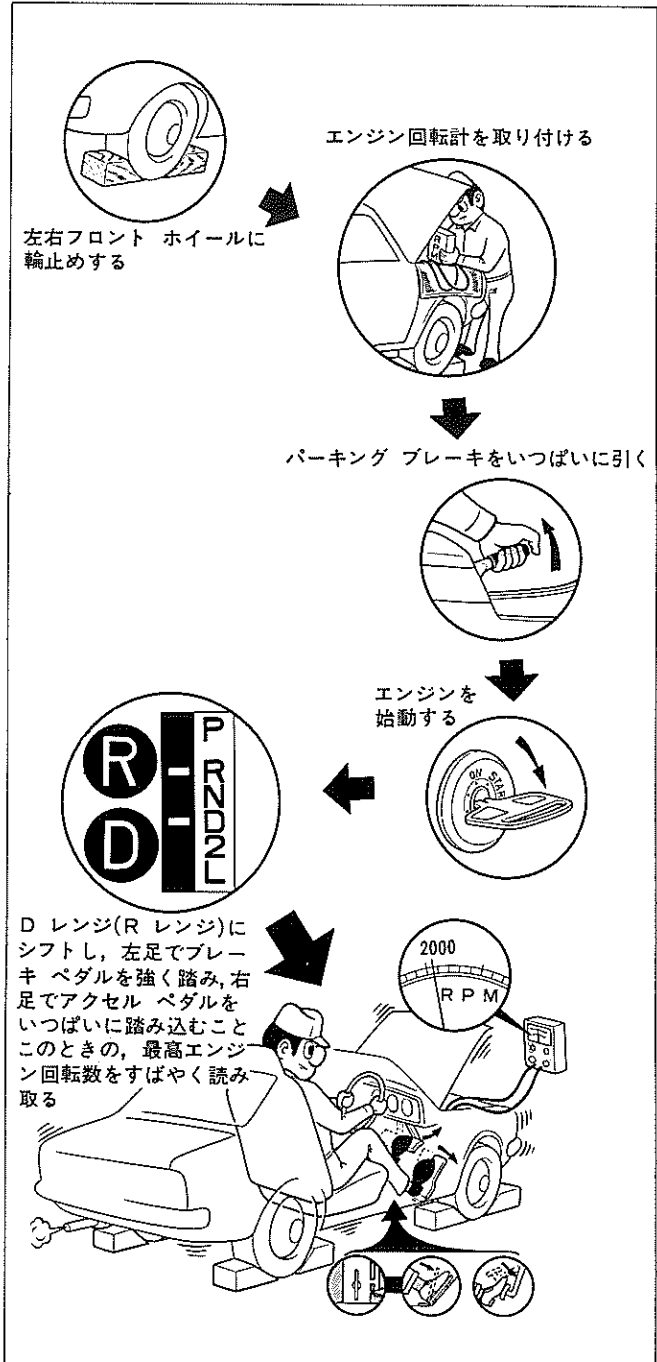 左右フロント ホイールに
輪止めする
エンジン回転計を取り付ける
RPM
パーキング ブレーキをいつぱいに引く
エンジンを
始動する
ON START
R
D
P
R
N
D
2
L
D レンジ(R レンジ)に
シフトし,左足でブレー
キ ペダルを強く踏み,右
足でアクセル ペダルを
いつぱいに踏み込むこと
このときの,最高エンジ
ン回転数をすばやく読み
取る
2000
RPM